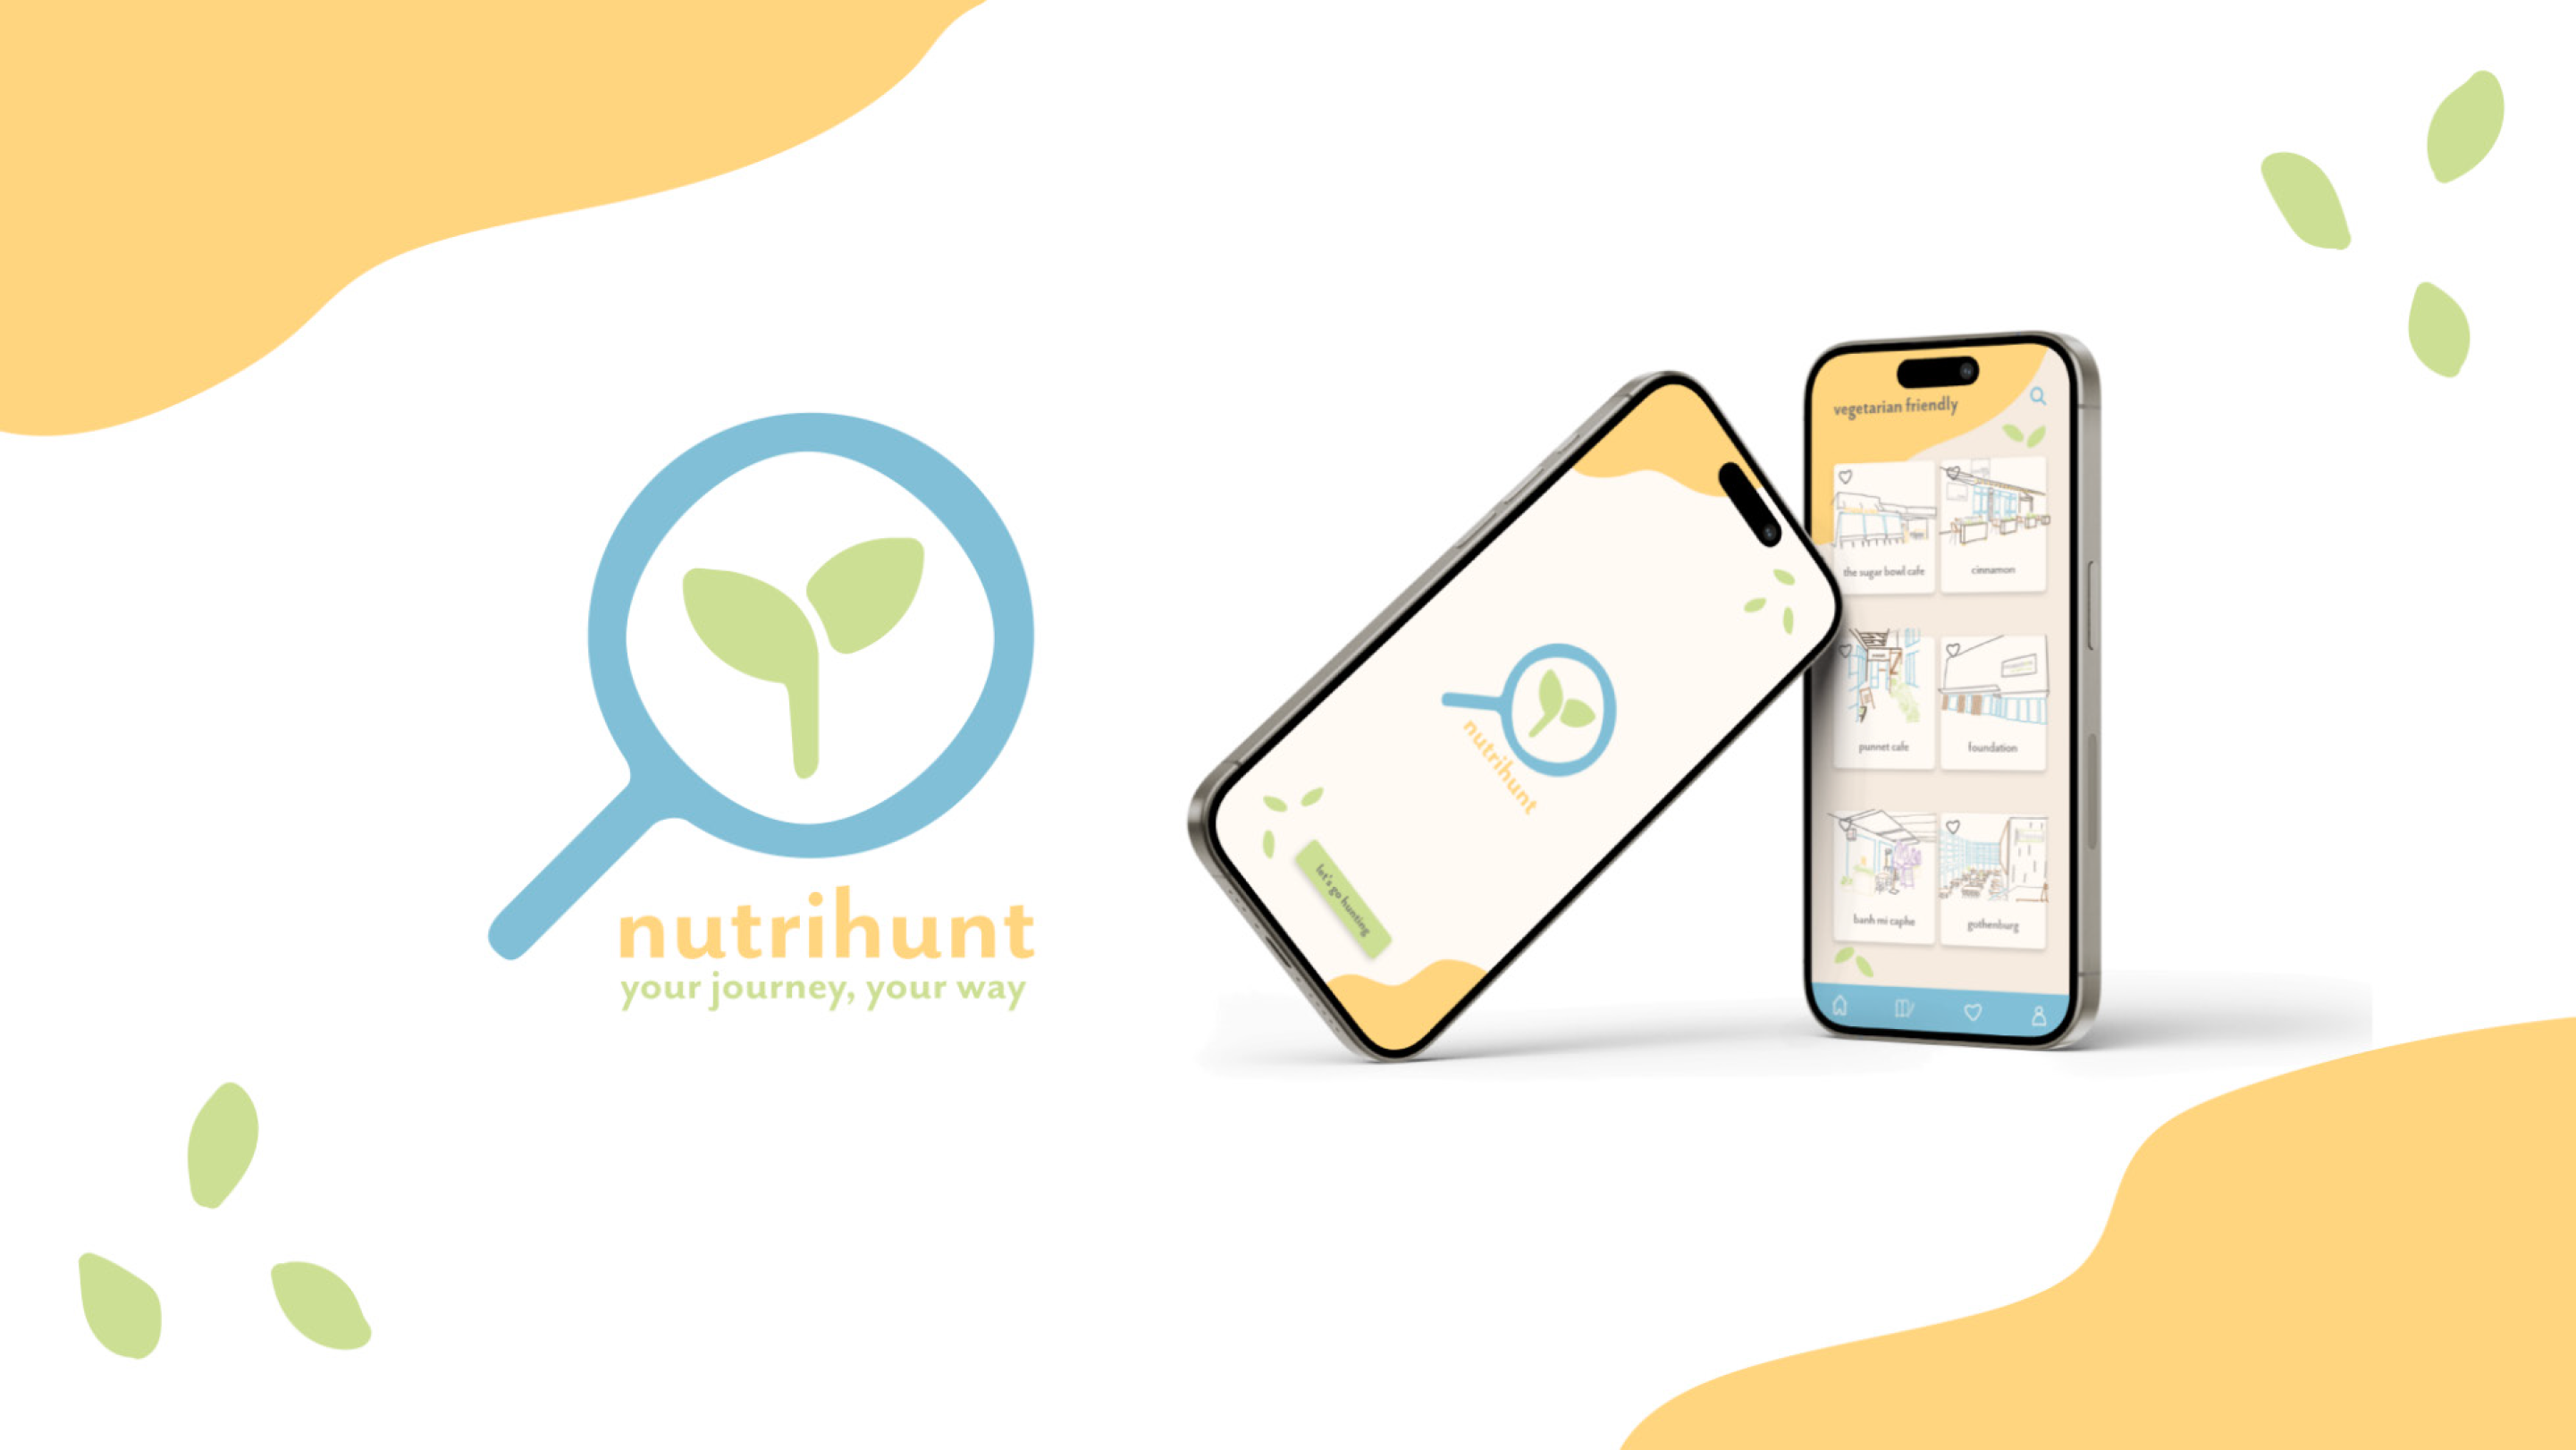 nutrihunt
your journey, your way
nutrihunt
let's go hunting
vegetarian friendly
the sugar bowl cafe
cinnamon
punnet cafe
foundation
banh mi caphe
gothenburg